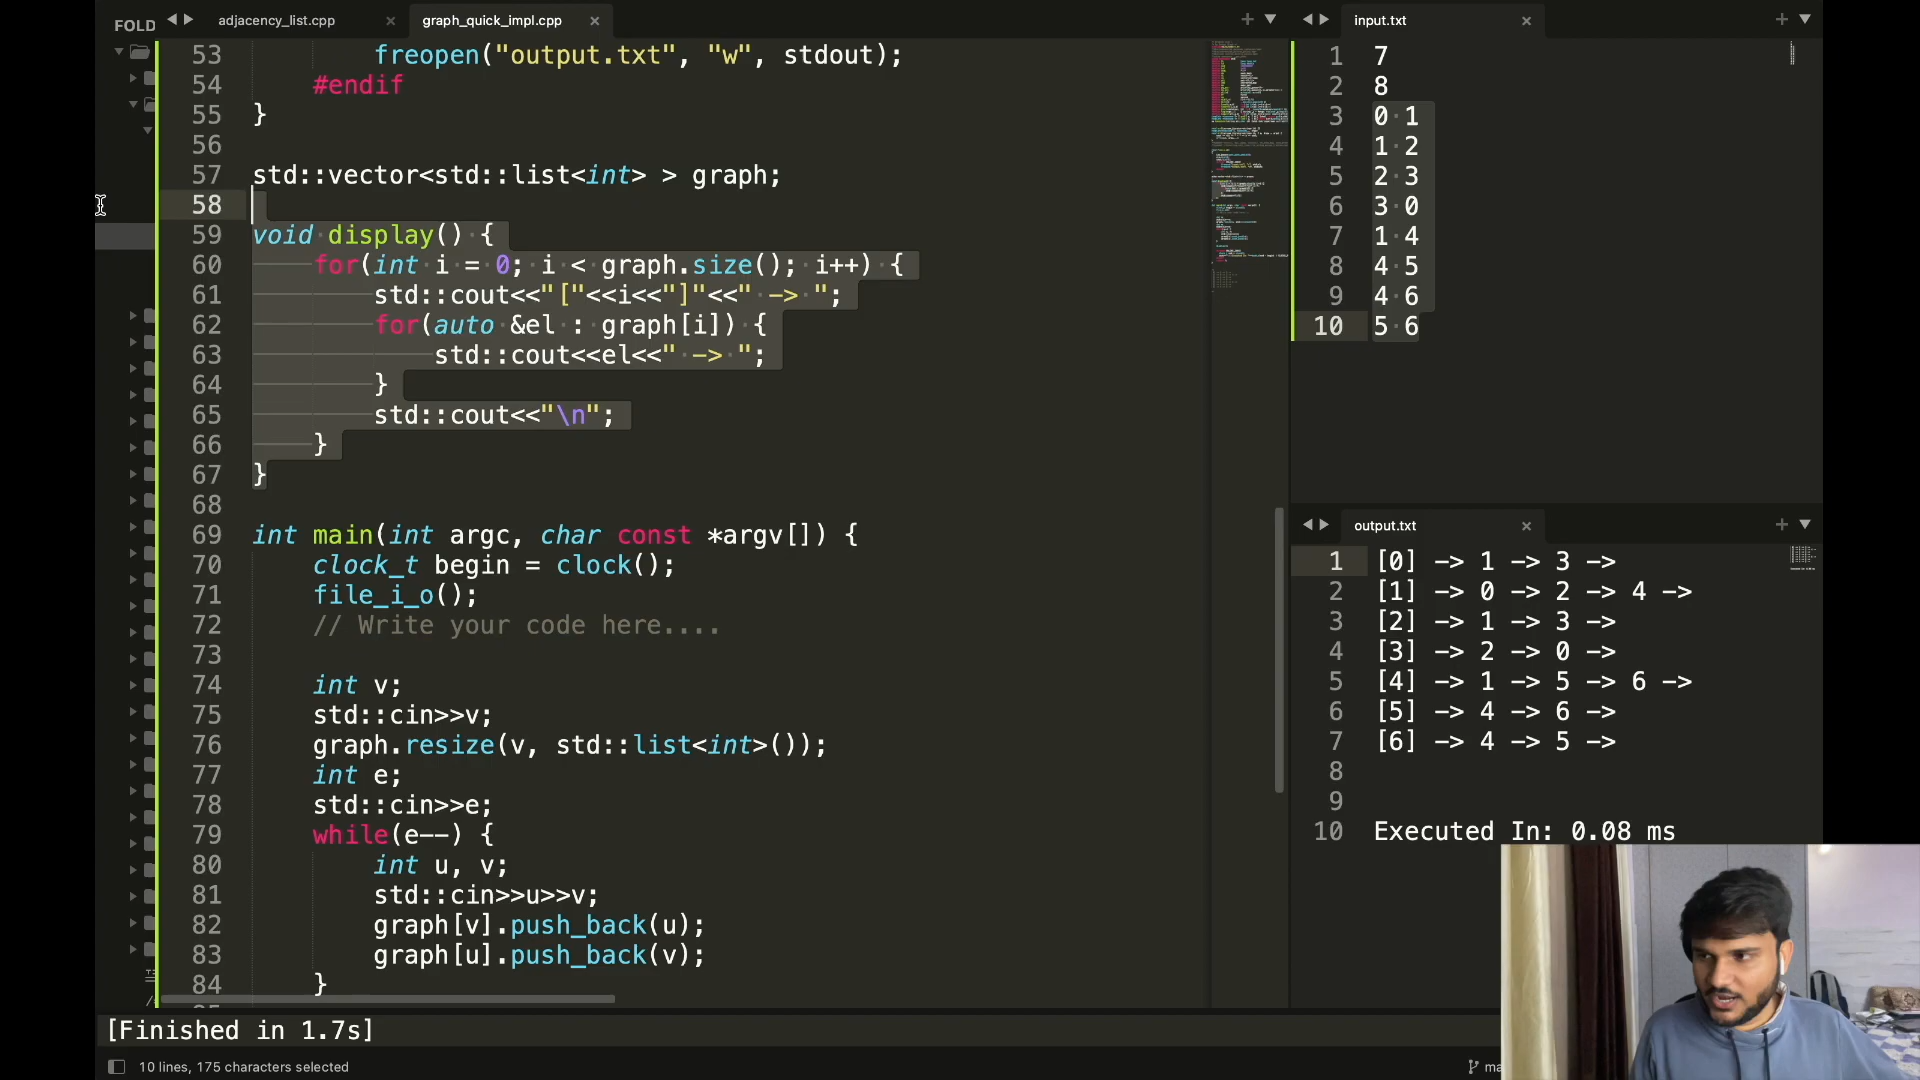 FOLD
adjacency_list.cpp
graph_quick_impl.cpp
53 freopen("output.txt", "w", stdout);
54 #endif
55 }
56
57 std::vector<std::list<int> > graph;
58
59 void display() {
60 for(int i = 0; i < graph.size(); i++) {
61 std::cout<<"["<<i<<"]"<<" -> ";
62 for(auto &el : graph[i]) {
63 std::cout<<el<<" -> ";
64 }
65 std::cout<<"\n";
66 }
67 }
68
69 int main(int argc, char const *argv[]) {
70 clock_t begin = clock();
71 file_i_o();
72 // Write your code here....
73
74 int v;
75 std::cin>>v;
76 graph.resize(v, std::list<int>());
77 int e;
78 std::cin>>e;
79 while(e--) {
80 int u, v;
81 std::cin>>u>>v;
82 graph[v].push_back(u);
83 graph[u].push_back(v);
84 }
[Finished in 1.7s]
10 lines, 175 characters selected
input.txt
1 7
2 8
3 0 1
4 1 2
5 2 3
6 3 0
7 1 4
8 4 5
9 4 6
10 5 6
output.txt
1 [0] -> 1 -> 3 ->
2 [1] -> 0 -> 2 -> 4 ->
3 [2] -> 1 -> 3 ->
4 [3] -> 2 -> 0 ->
5 [4] -> 1 -> 5 -> 6 ->
6 [5] -> 4 -> 6 ->
7 [6] -> 4 -> 5 ->
8
9
10 Executed In: 0.08 ms